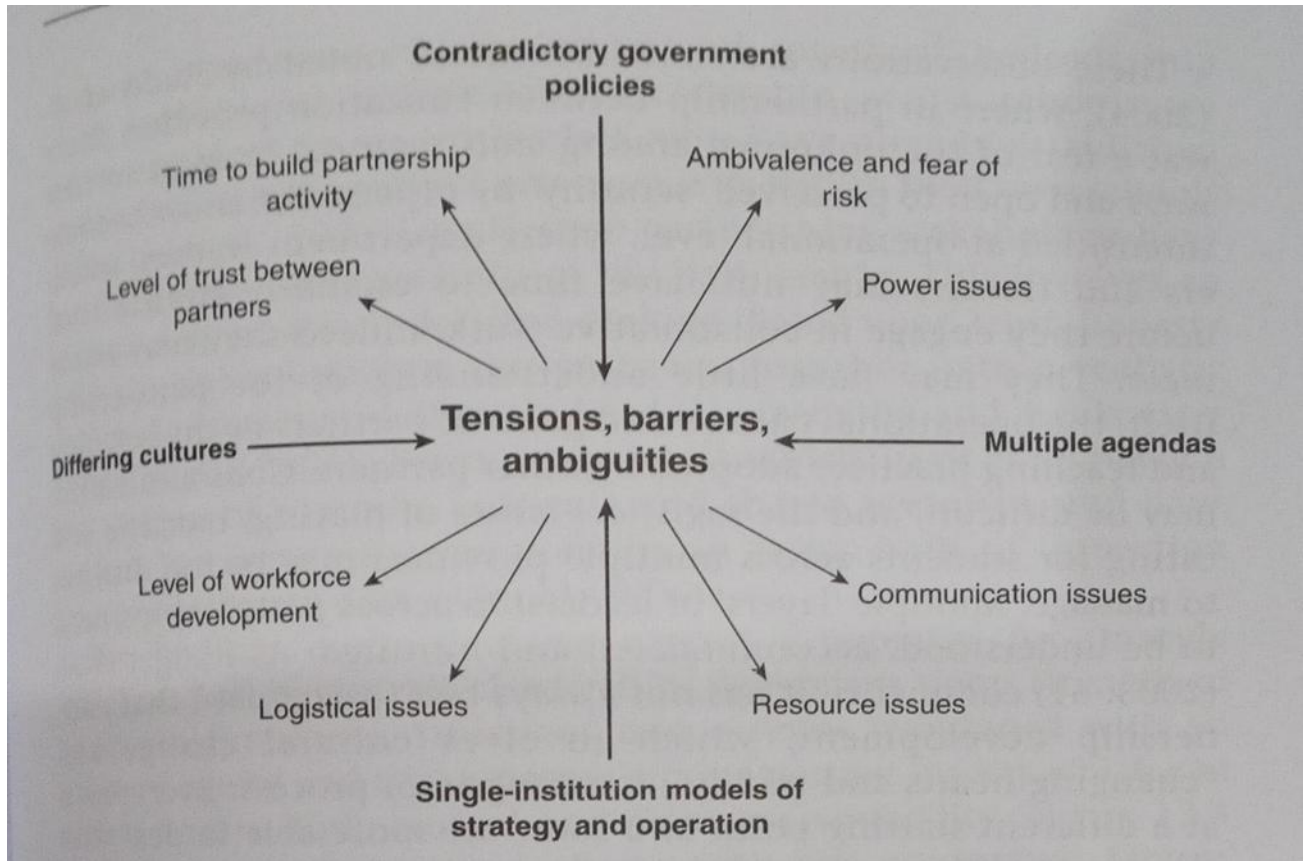 Contradictory government
policies
Time to build partnership
activity
Ambivalence and fear of
risk
Level of trust between
partners
Power issues
Tensions, barriers,
ambiguities
Differing cultures
Multiple agendas
Level of workforce
development
Communication issues
Logistical issues
Resource issues
Single-institution models of
strategy and operation